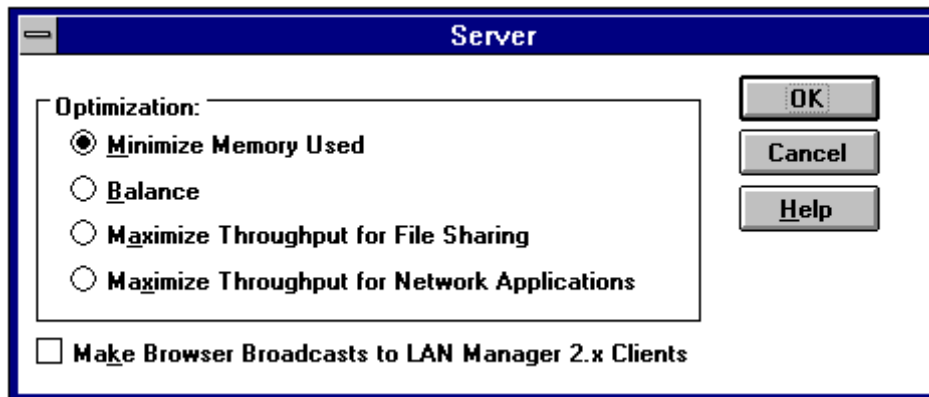 Server
Optimization:
Minimize Memory Used
Balance
Maximize Throughput for File Sharing
Maximize Throughput for Network Applications
Make Browser Broadcasts to LAN Manager 2.x Clients
OK
Cancel
Help